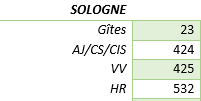 SOLOGNE
Gîtes 23
AJ/CS/CIS 424
VV 425
HR 532